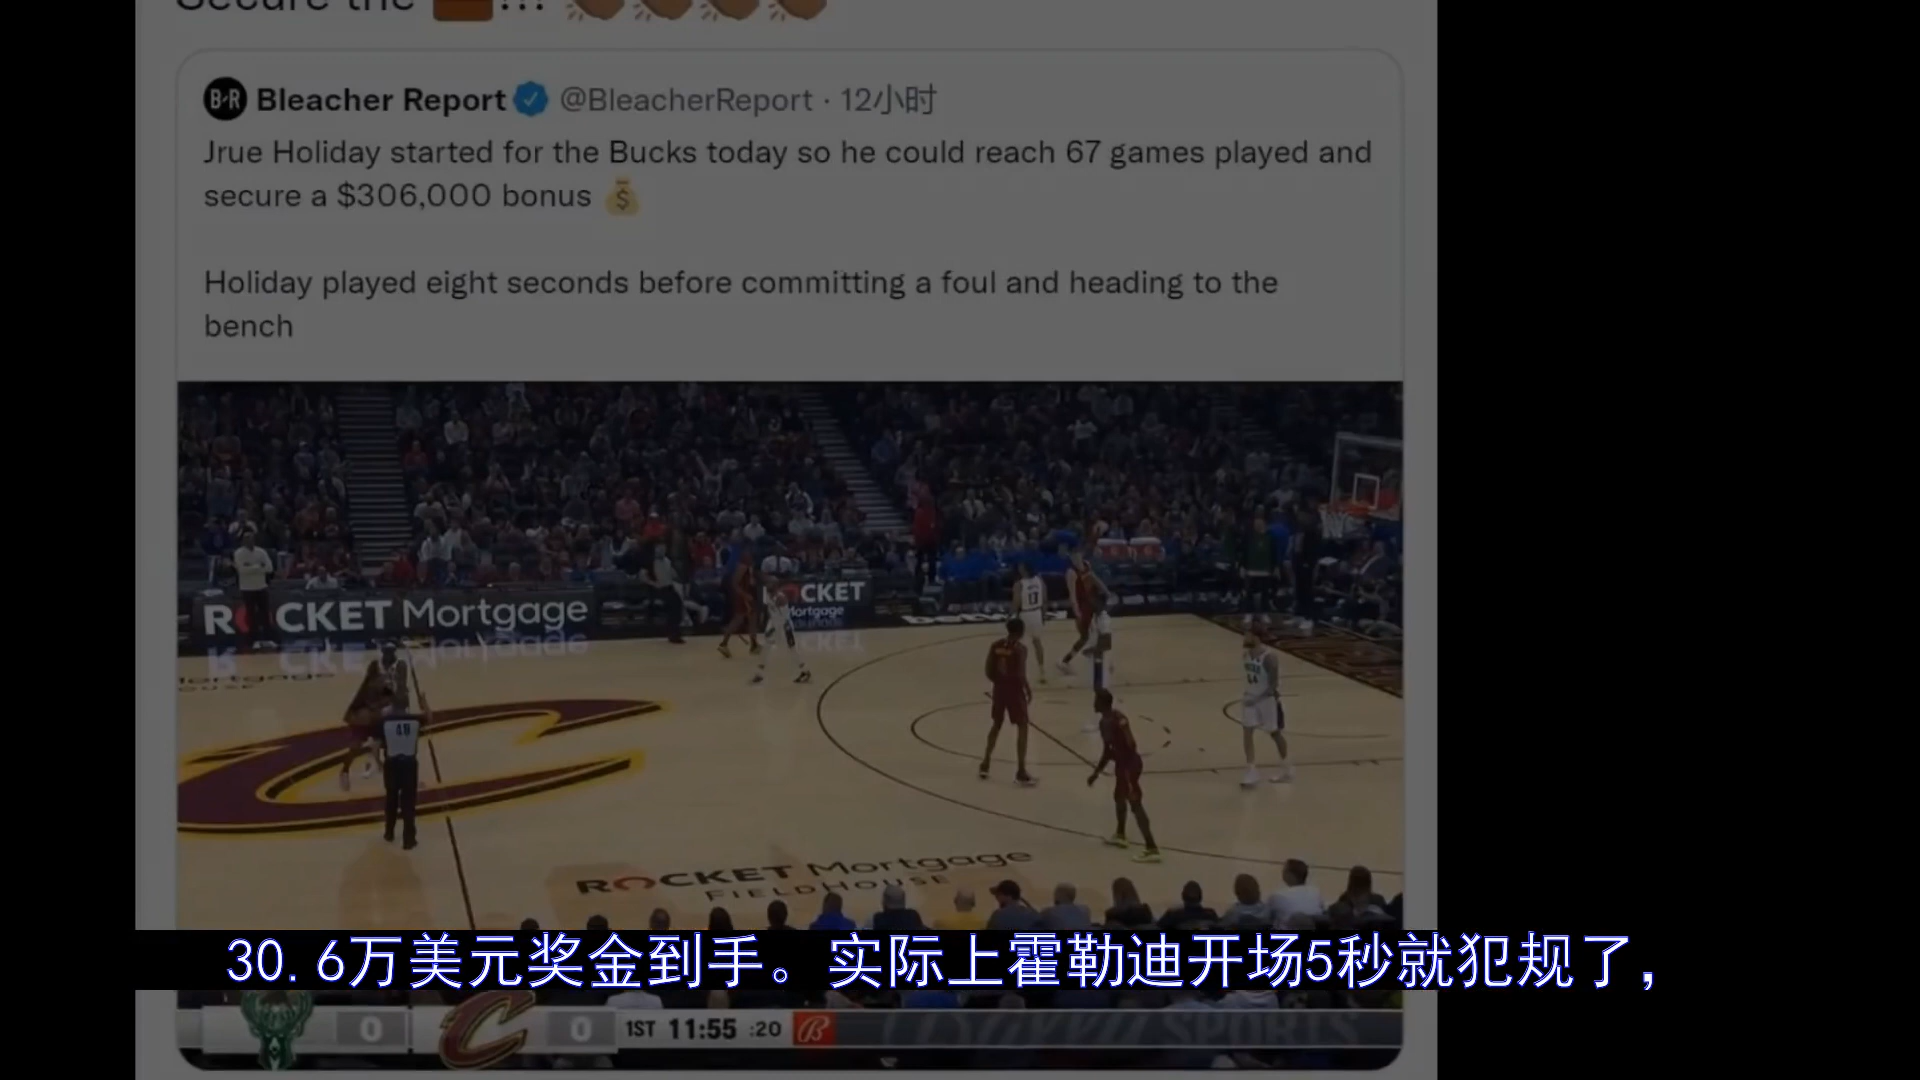 Secure the
B·R Bleacher Report @BleacherReport · 12小时
Jrue Holiday started for the Bucks today so he could reach 67 games played and
secure a $306,000 bonus
Holiday played eight seconds before committing a foul and heading to the
bench
ROCKET Mortgage
ROCKET
Mortgage
ROCKET Mortgage
FIELDHOUSE
30.6万美元奖金到手。实际上霍勒迪开场5秒就犯规了，
0 0 1ST 11:55 :20
SPORTS